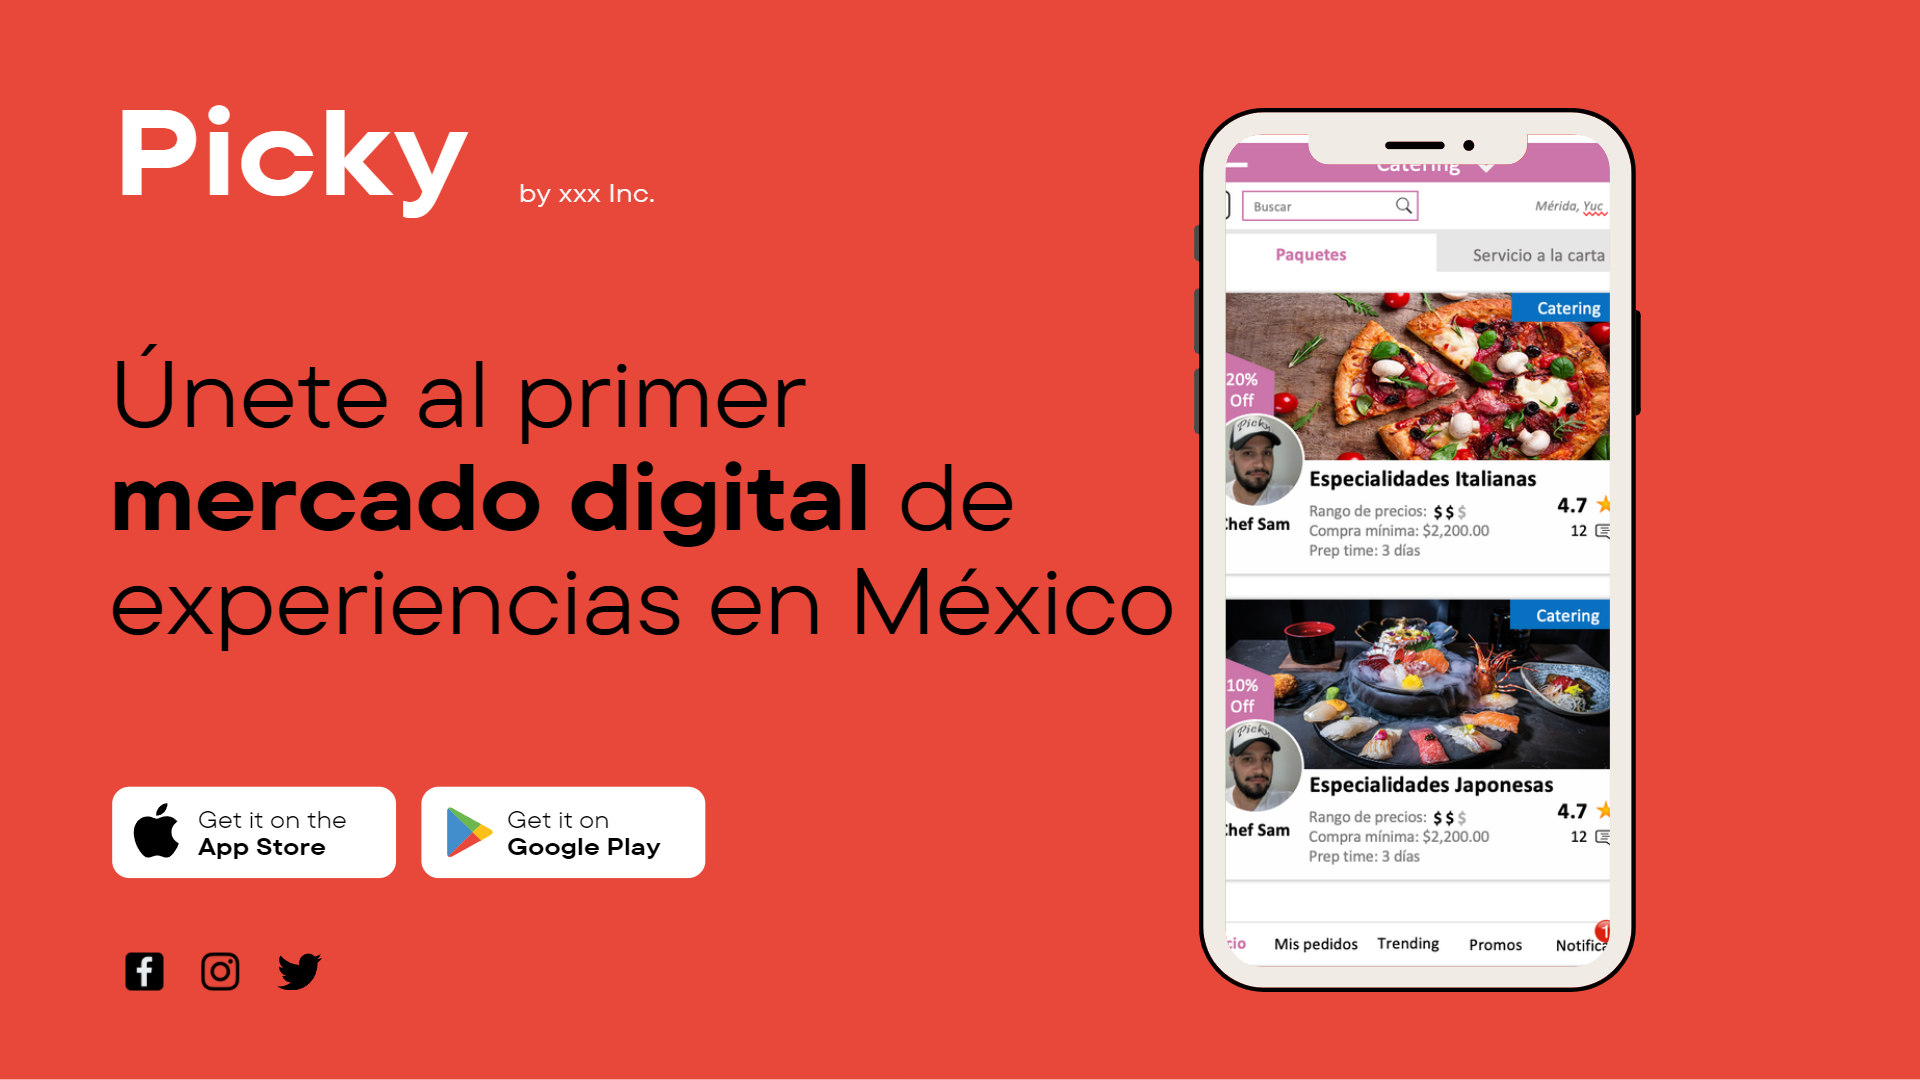 Picky
by xxx Inc.
Únete al primer
mercado digital de
experiencias en México
Get it on the
App Store
Get it on
Google Play
Catering
Buscar
Mérida, Yuc
Paquetes
Servicio a la carta
Catering
20%
Off
Picky
Especialidades Italianas
Chef Sam
Rango de precios: $ $ $
Compra mínima: $2,200.00
Prep time: 3 días
4.7
12
Catering
10%
Off
Picky
Especialidades Japonesas
Chef Sam
Rango de precios: $ $ $
Compra mínima: $2,200.00
Prep time: 3 días
4.7
12
cio
Mis pedidos
Trending
Promos
Notifica
1